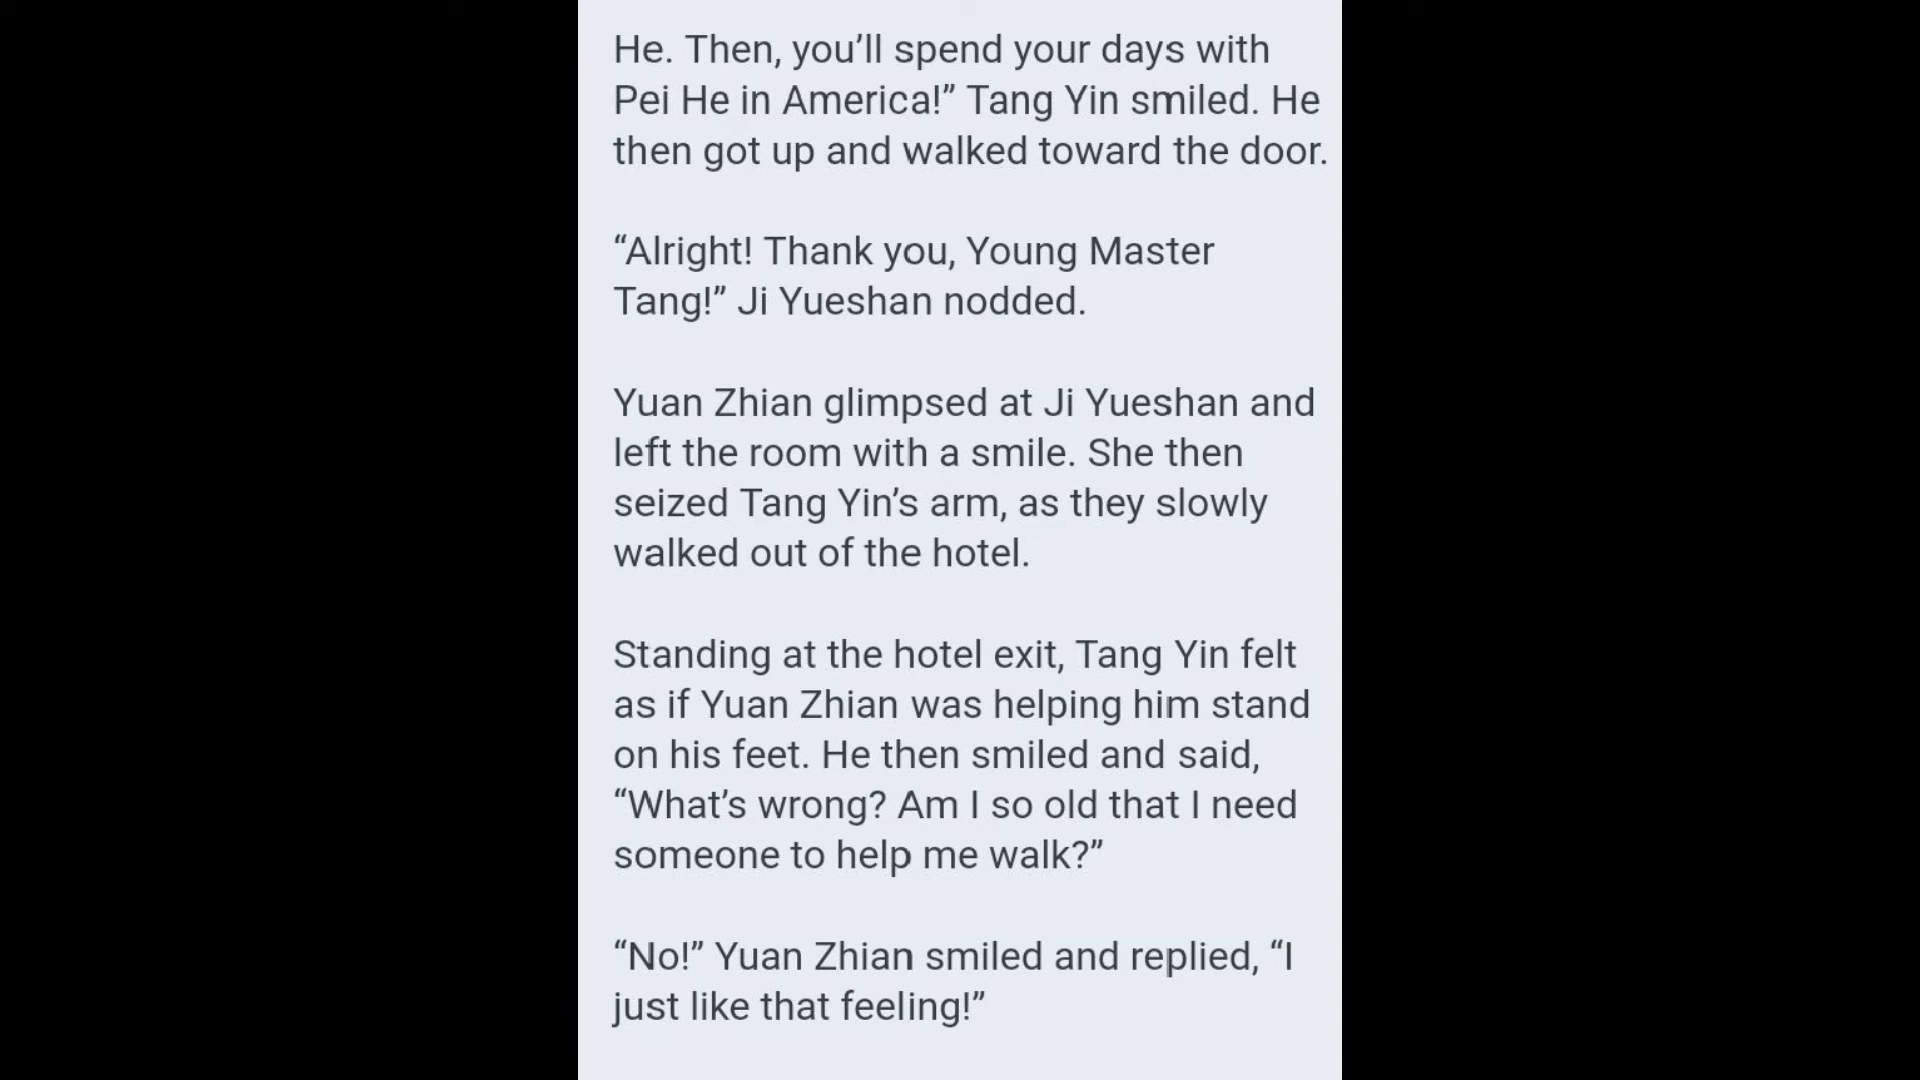 He. Then, you’ll spend your days with
Pei He in America!” Tang Yin smiled. He
then got up and walked toward the door.
“Alright! Thank you, Young Master
Tang!” Ji Yueshan nodded.
Yuan Zhian glimpsed at Ji Yueshan and
left the room with a smile. She then
seized Tang Yin’s arm, as they slowly
walked out of the hotel.
Standing at the hotel exit, Tang Yin felt
as if Yuan Zhian was helping him stand
on his feet. He then smiled and said,
“What’s wrong? Am I so old that I need
someone to help me walk?”
“No!” Yuan Zhian smiled and replied, “I
just like that feeling!”